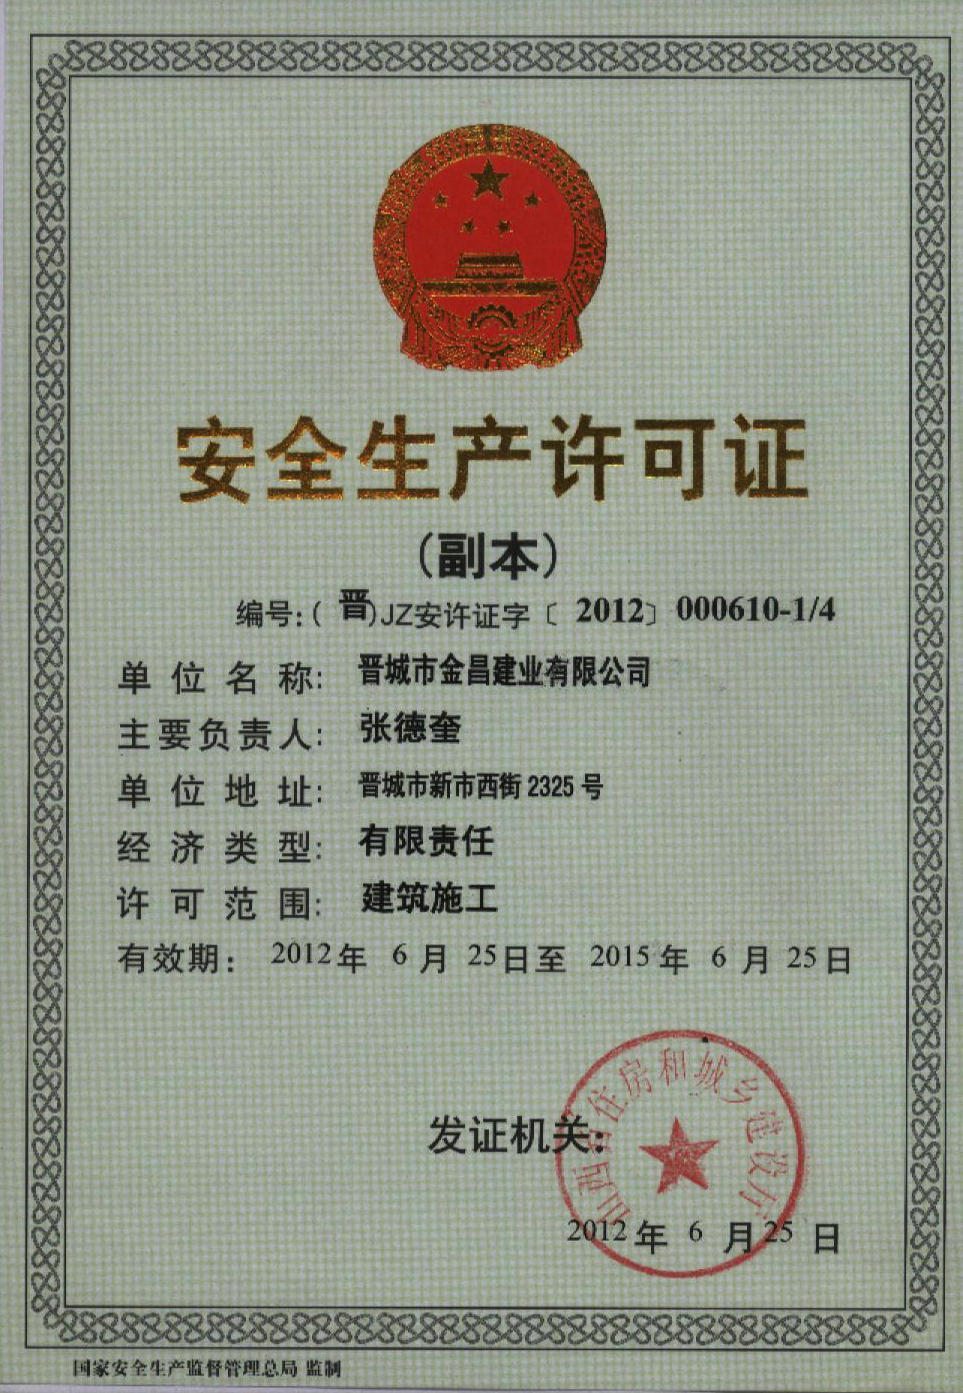 安全生产许可证
（副本）
编号:（晋）JZ安许证字〔2012〕000610-1/4
单位名称: 晋城市金昌建业有限公司
主要负责人: 张德奎
单位地址: 晋城市新市西街 2325 号
经济类型: 有限责任
许可范围: 建筑施工
有效期: 2012年 6 月 25日至 2015年 6 月 25日
山西省住房和城乡建设厅
发证机关:
2012年 6 月 25 日
国家安全生产监督管理总局 监制